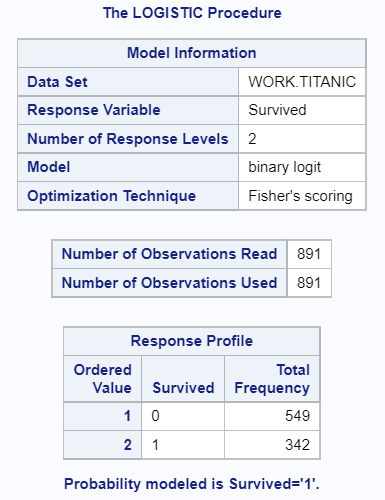 The LOGISTIC Procedure
Model Information
Data Set WORK.TITANIC
Response Variable Survived
Number of Response Levels 2
Model binary logit
Optimization Technique Fisher's scoring
Number of Observations Read 891
Number of Observations Used 891
Response Profile
Ordered Total
Value Survived Frequency
1 0 549
2 1 342
Probability modeled is Survived='1'.